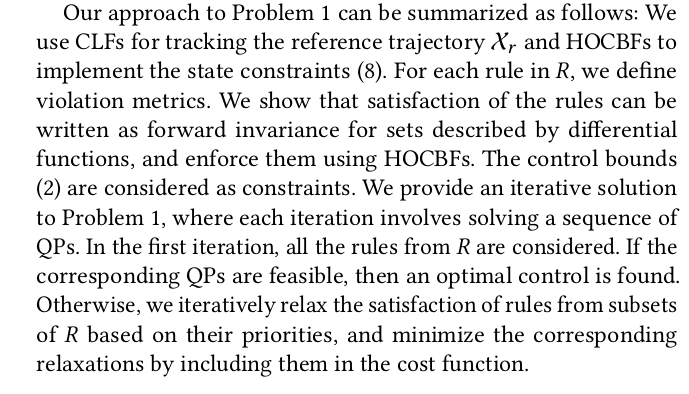 Our approach to Problem 1 can be summarized as follows: We
use CLFs for tracking the reference trajectory 𝒳ᵣ and HOCBFs to
implement the state constraints (8). For each rule in R, we define
violation metrics. We show that satisfaction of the rules can be
written as forward invariance for sets described by differential
functions, and enforce them using HOCBFs. The control bounds
(2) are considered as constraints. We provide an iterative solution
to Problem 1, where each iteration involves solving a sequence of
QPs. In the first iteration, all the rules from R are considered. If the
corresponding QPs are feasible, then an optimal control is found.
Otherwise, we iteratively relax the satisfaction of rules from subsets
of R based on their priorities, and minimize the corresponding
relaxations by including them in the cost function.